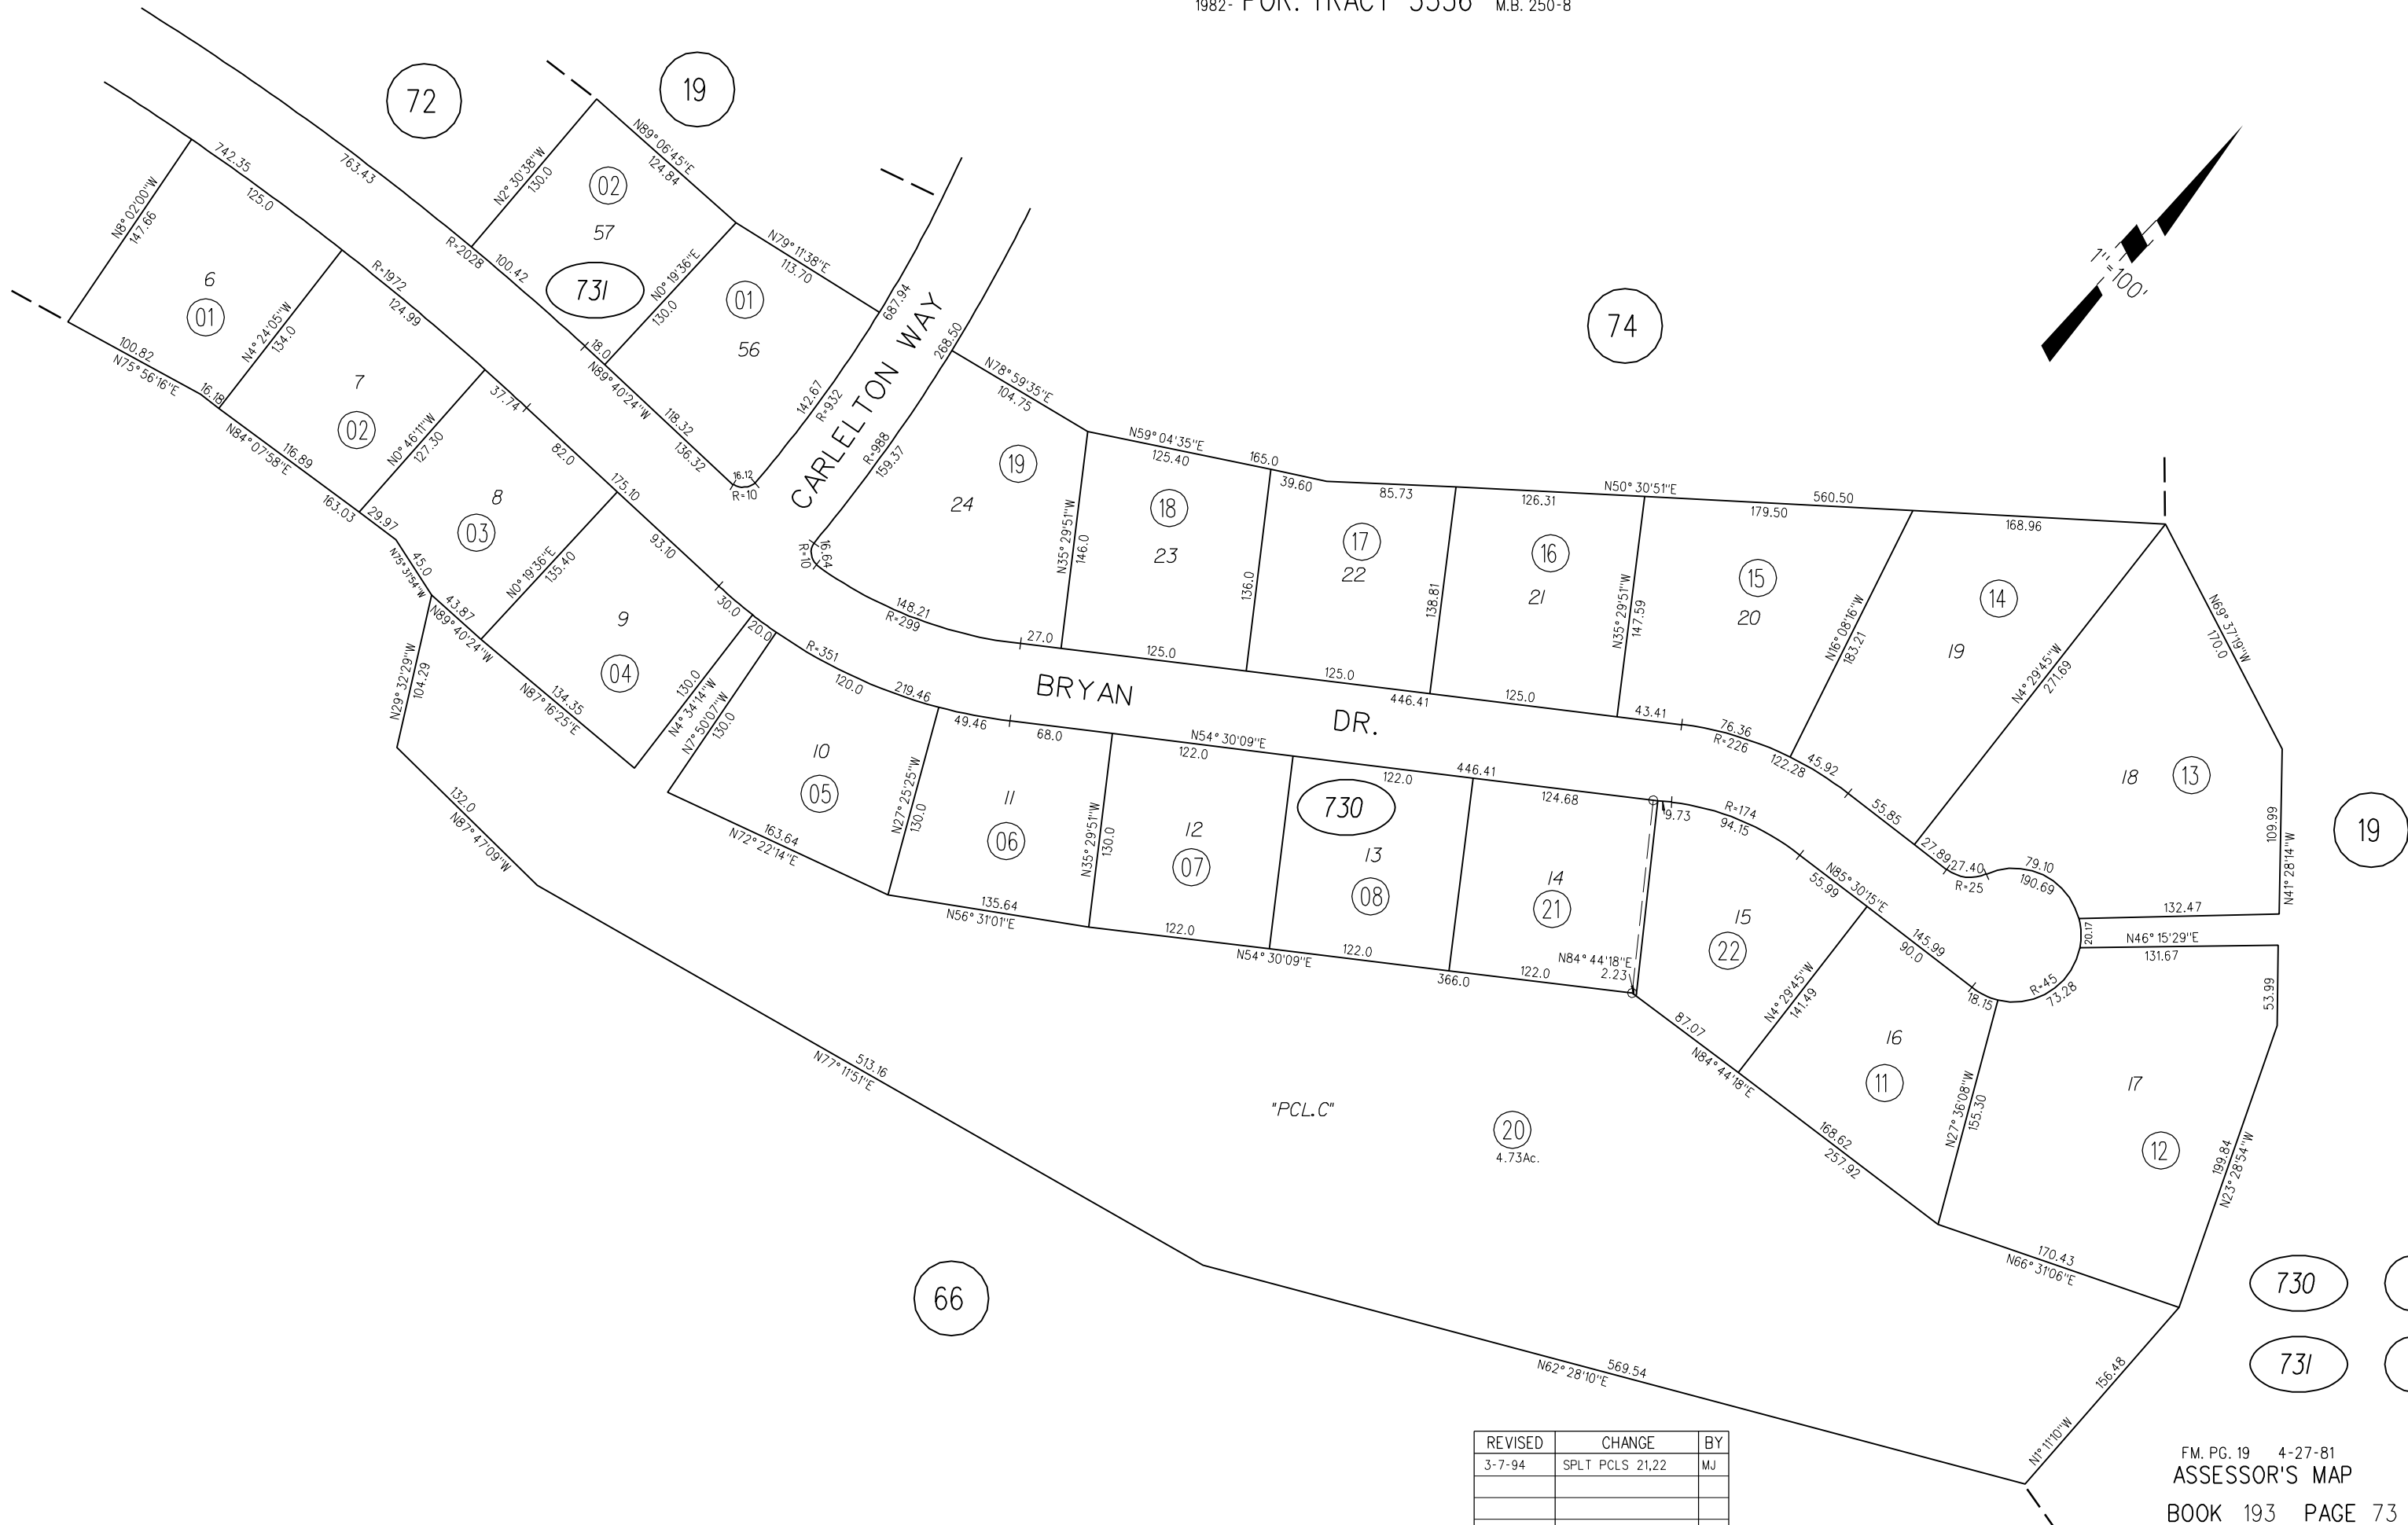 1982- POR. TRACT 5556 M.B. 250-8
72
19
742.35
125.0
763.43
N8°02'00"W
147.66
6
01
100.82
N75°56'16"E
16.18
N4°24'05"W
134.0
R=1972
124.99
7
02
116.89
N84°07'58"E
163.03
29.97
N0°46'11"W
127.30
37.74
82.0
175.10
8
03
45.0
N75°31'54"W
43.87
N89°40'24"W
N0°19'36"E
135.40
93.10
30.0
20.0
9
04
134.35
N87°16'25"E
130.0
N4°34'14"W
N7°50'07"W
130.0
N29°32'29"W
104.29
N2°30'38"W
130.0
N89°06'45"E
124.84
02
57
731
R=2028
100.42
N0°19'36"E
130.0
N79°11'38"E
113.70
01
56
18.0
N89°40'24"W
118.32
136.32
16.12
R=10
142.67
R=932
687.94
CARLELTON WAY
268.50
R=988
159.37
N78°59'35"E
104.75
19
24
16.64
R=10
148.21
R=299
27.0
N35°29'51"W
146.0
N59°04'35"E
125.40
165.0
39.60
18
23
125.0
136.0
85.73
17
22
125.0
138.81
74
126.31
N50°30'51"E
560.50
16
21
125.0
N35°29'51"W
147.59
179.50
15
20
43.41
N16°08'16"W
183.21
168.96
14
19
N4°29'45"W
271.69
N69°37'19"W
170.0
18
13
109.99
N41°28'14"W
19
1"=100'
R=351
120.0
219.46
49.46
68.0
BRYAN
DR.
446.41
N54°30'09"E
122.0
122.0
446.41
124.68
9.73
76.36
R=226
122.28
45.92
55.85
27.89
27.40
R=25
79.10
190.69
132.47
20.17
N46°15'29"E
131.67
53.99
R=45
73.28
R=174
94.15
N85°30'15"E
55.99
145.99
90.0
18.15
10
05
163.64
N72°22'14"E
N27°25'25"W
130.0
11
06
135.64
N56°31'01"E
N35°29'51"W
130.0
12
07
122.0
N54°30'09"E
730
13
08
122.0
366.0
14
21
122.0
N84°44'18"E
2.23
15
22
87.07
N84°44'18"E
N4°29'45"W
141.49
16
11
168.62
257.92
N27°36'08"W
155.30
17
12
199.84
N23°28'54"W
170.43
N66°31'06"E
132.0
N87°47'09"W
513.16
N77°11'51"E
"PCL.C"
20
4.73Ac.
66
569.54
N62°28'10"E
156.48
N1°11'10"W
730
731
REVISED CHANGE BY
3-7-94 SPLT PCLS 21,22 MJ
FM. PG. 19 4-27-81
ASSESSOR'S MAP
BOOK 193 PAGE 73